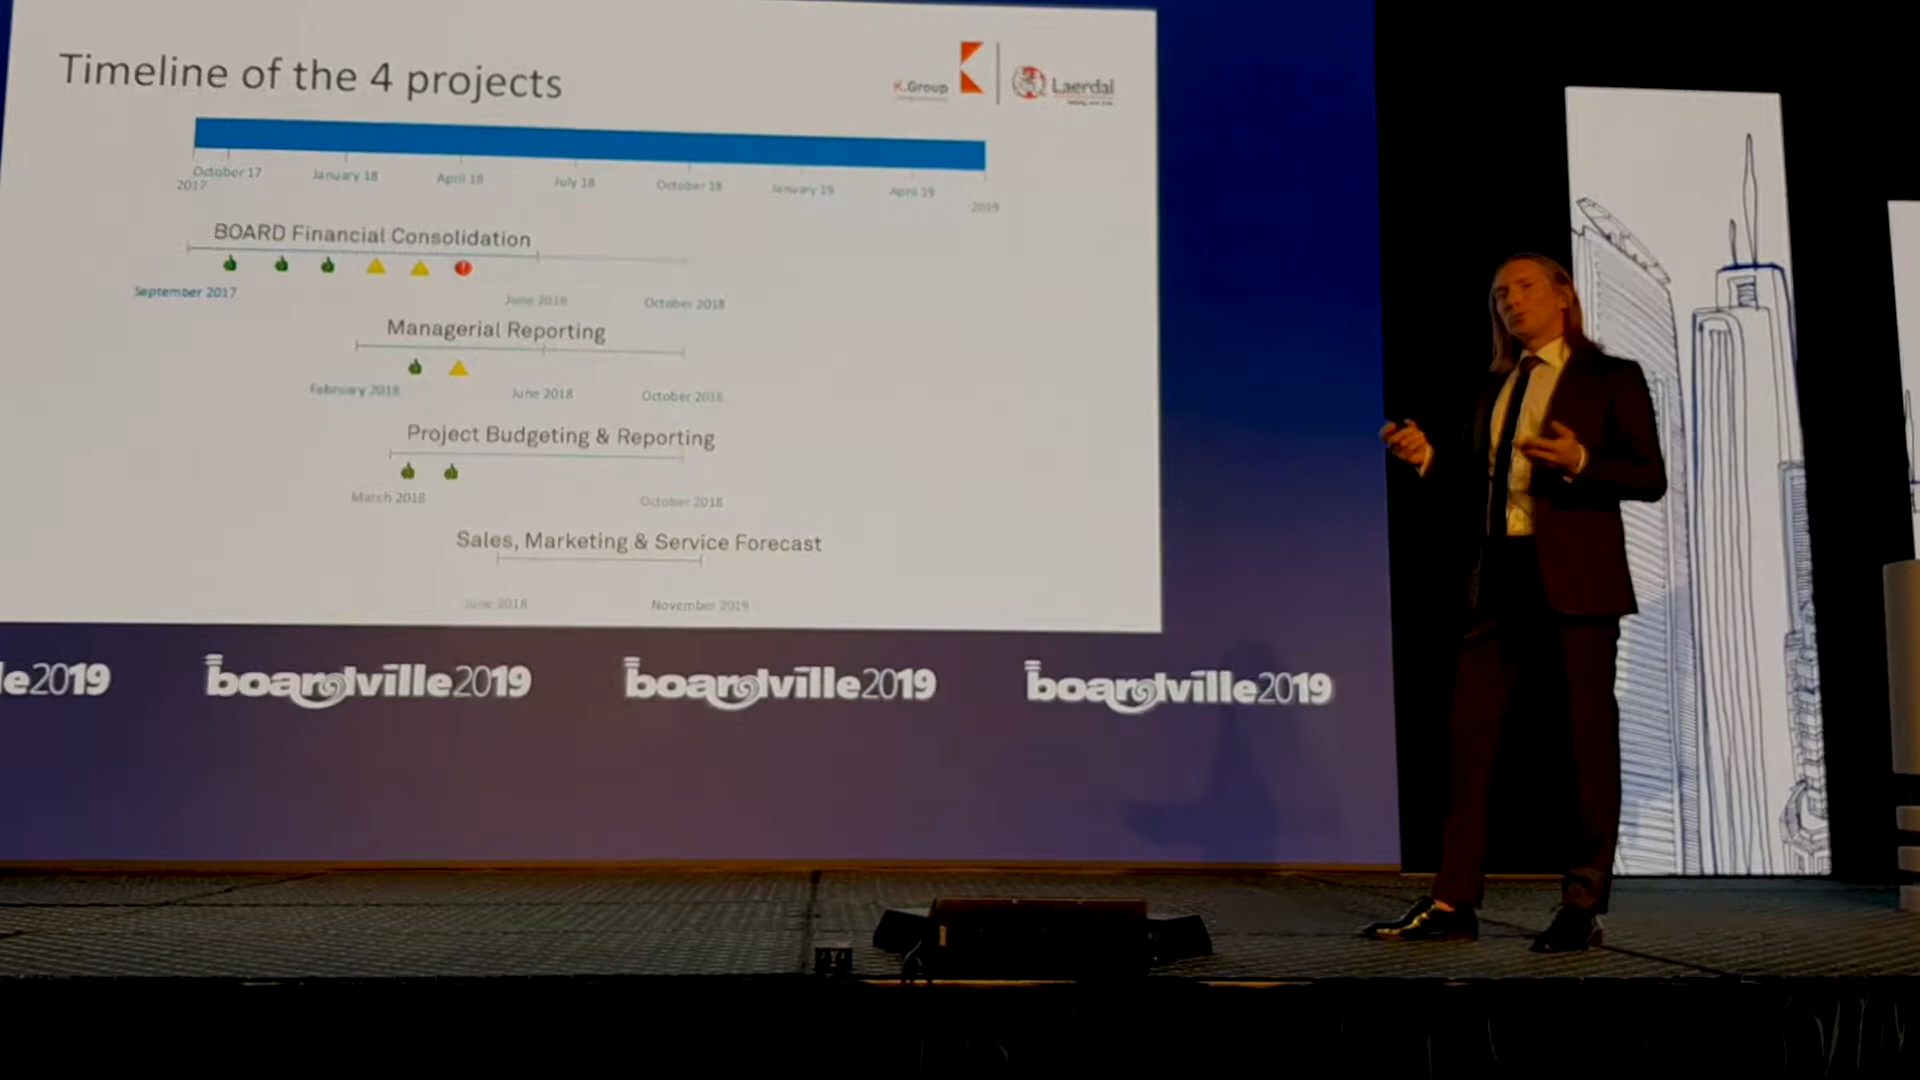 Timeline of the 4 projects
K.Group
Laerdal
October 17
January 18
April 18
July 18
October 18
January 19
April 19
2017
2019
BOARD Financial Consolidation
September 2017
June 2018
October 2018
Managerial Reporting
February 2018
June 2018
October 2018
Project Budgeting & Reporting
March 2018
October 2018
Sales, Marketing & Service Forecast
June 2018
November 2019
le2019
boardville2019
boardville2019
boardville2019